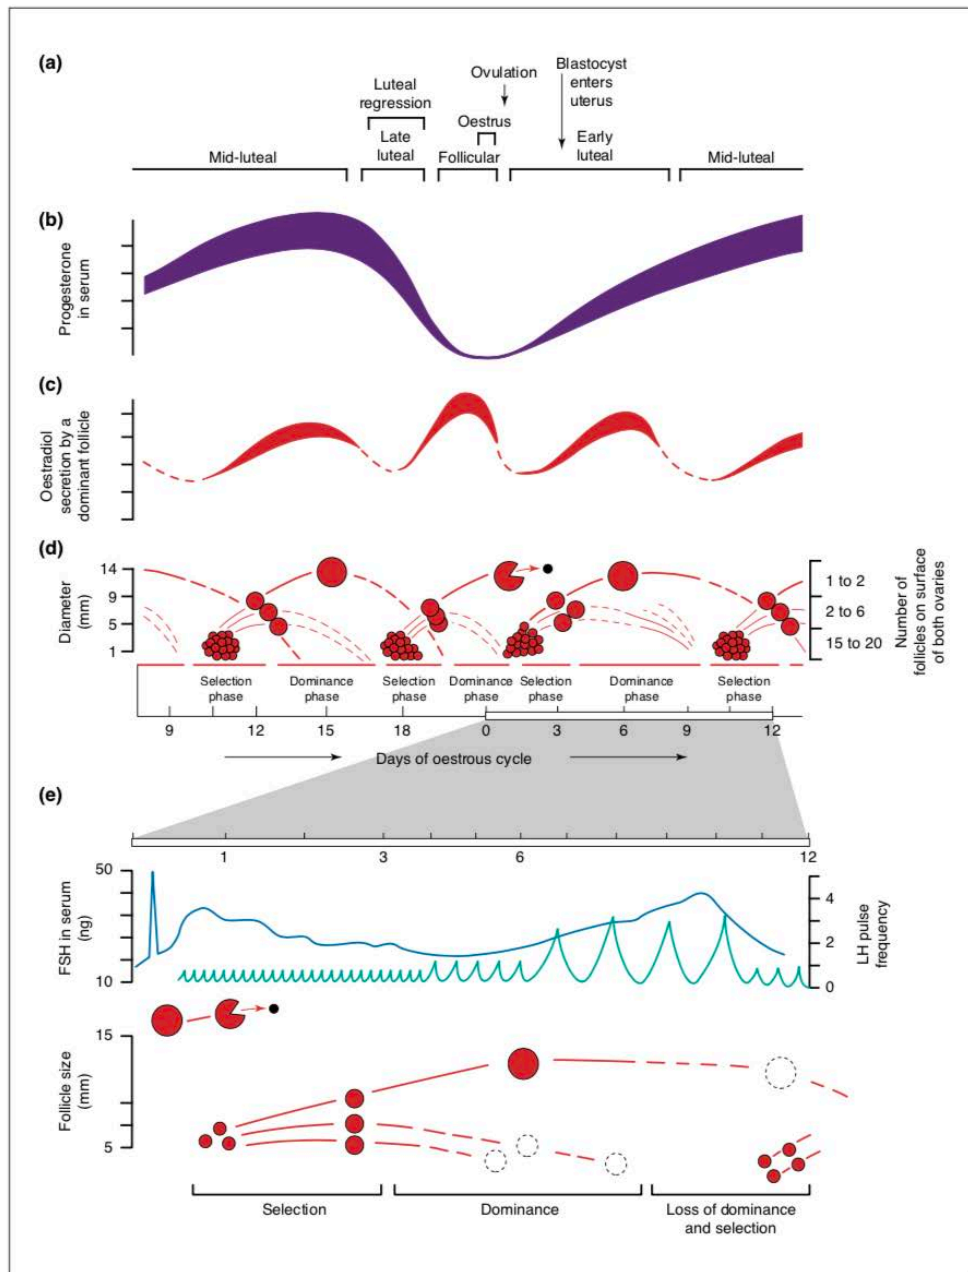 (a)
Ovulation
Blastocyst
enters
uterus
Luteal
regression
Oestrus
Mid-luteal
Late
luteal
Follicular
Early
luteal
Mid-luteal
(b)
Progesterone
in serum
(c)
Oestradiol
secretion by a
dominant follicle
(d)
Diameter
(mm)
14
9
5
1
1 to 2
2 to 6
15 to 20
Number of
follicles on surface
of both ovaries
Selection
phase
Dominance
phase
Selection
phase
Dominance
phase
Selection
phase
Dominance
phase
Selection
phase
9 12 15 18 0 3 6 9 12
Days of oestrous cycle
(e)
1 3 6 12
FSH in serum
(ng)
50
10
4
2
0
LH pulse
frequency
Follicle size
(mm)
15
5
Selection
Dominance
Loss of dominance
and selection